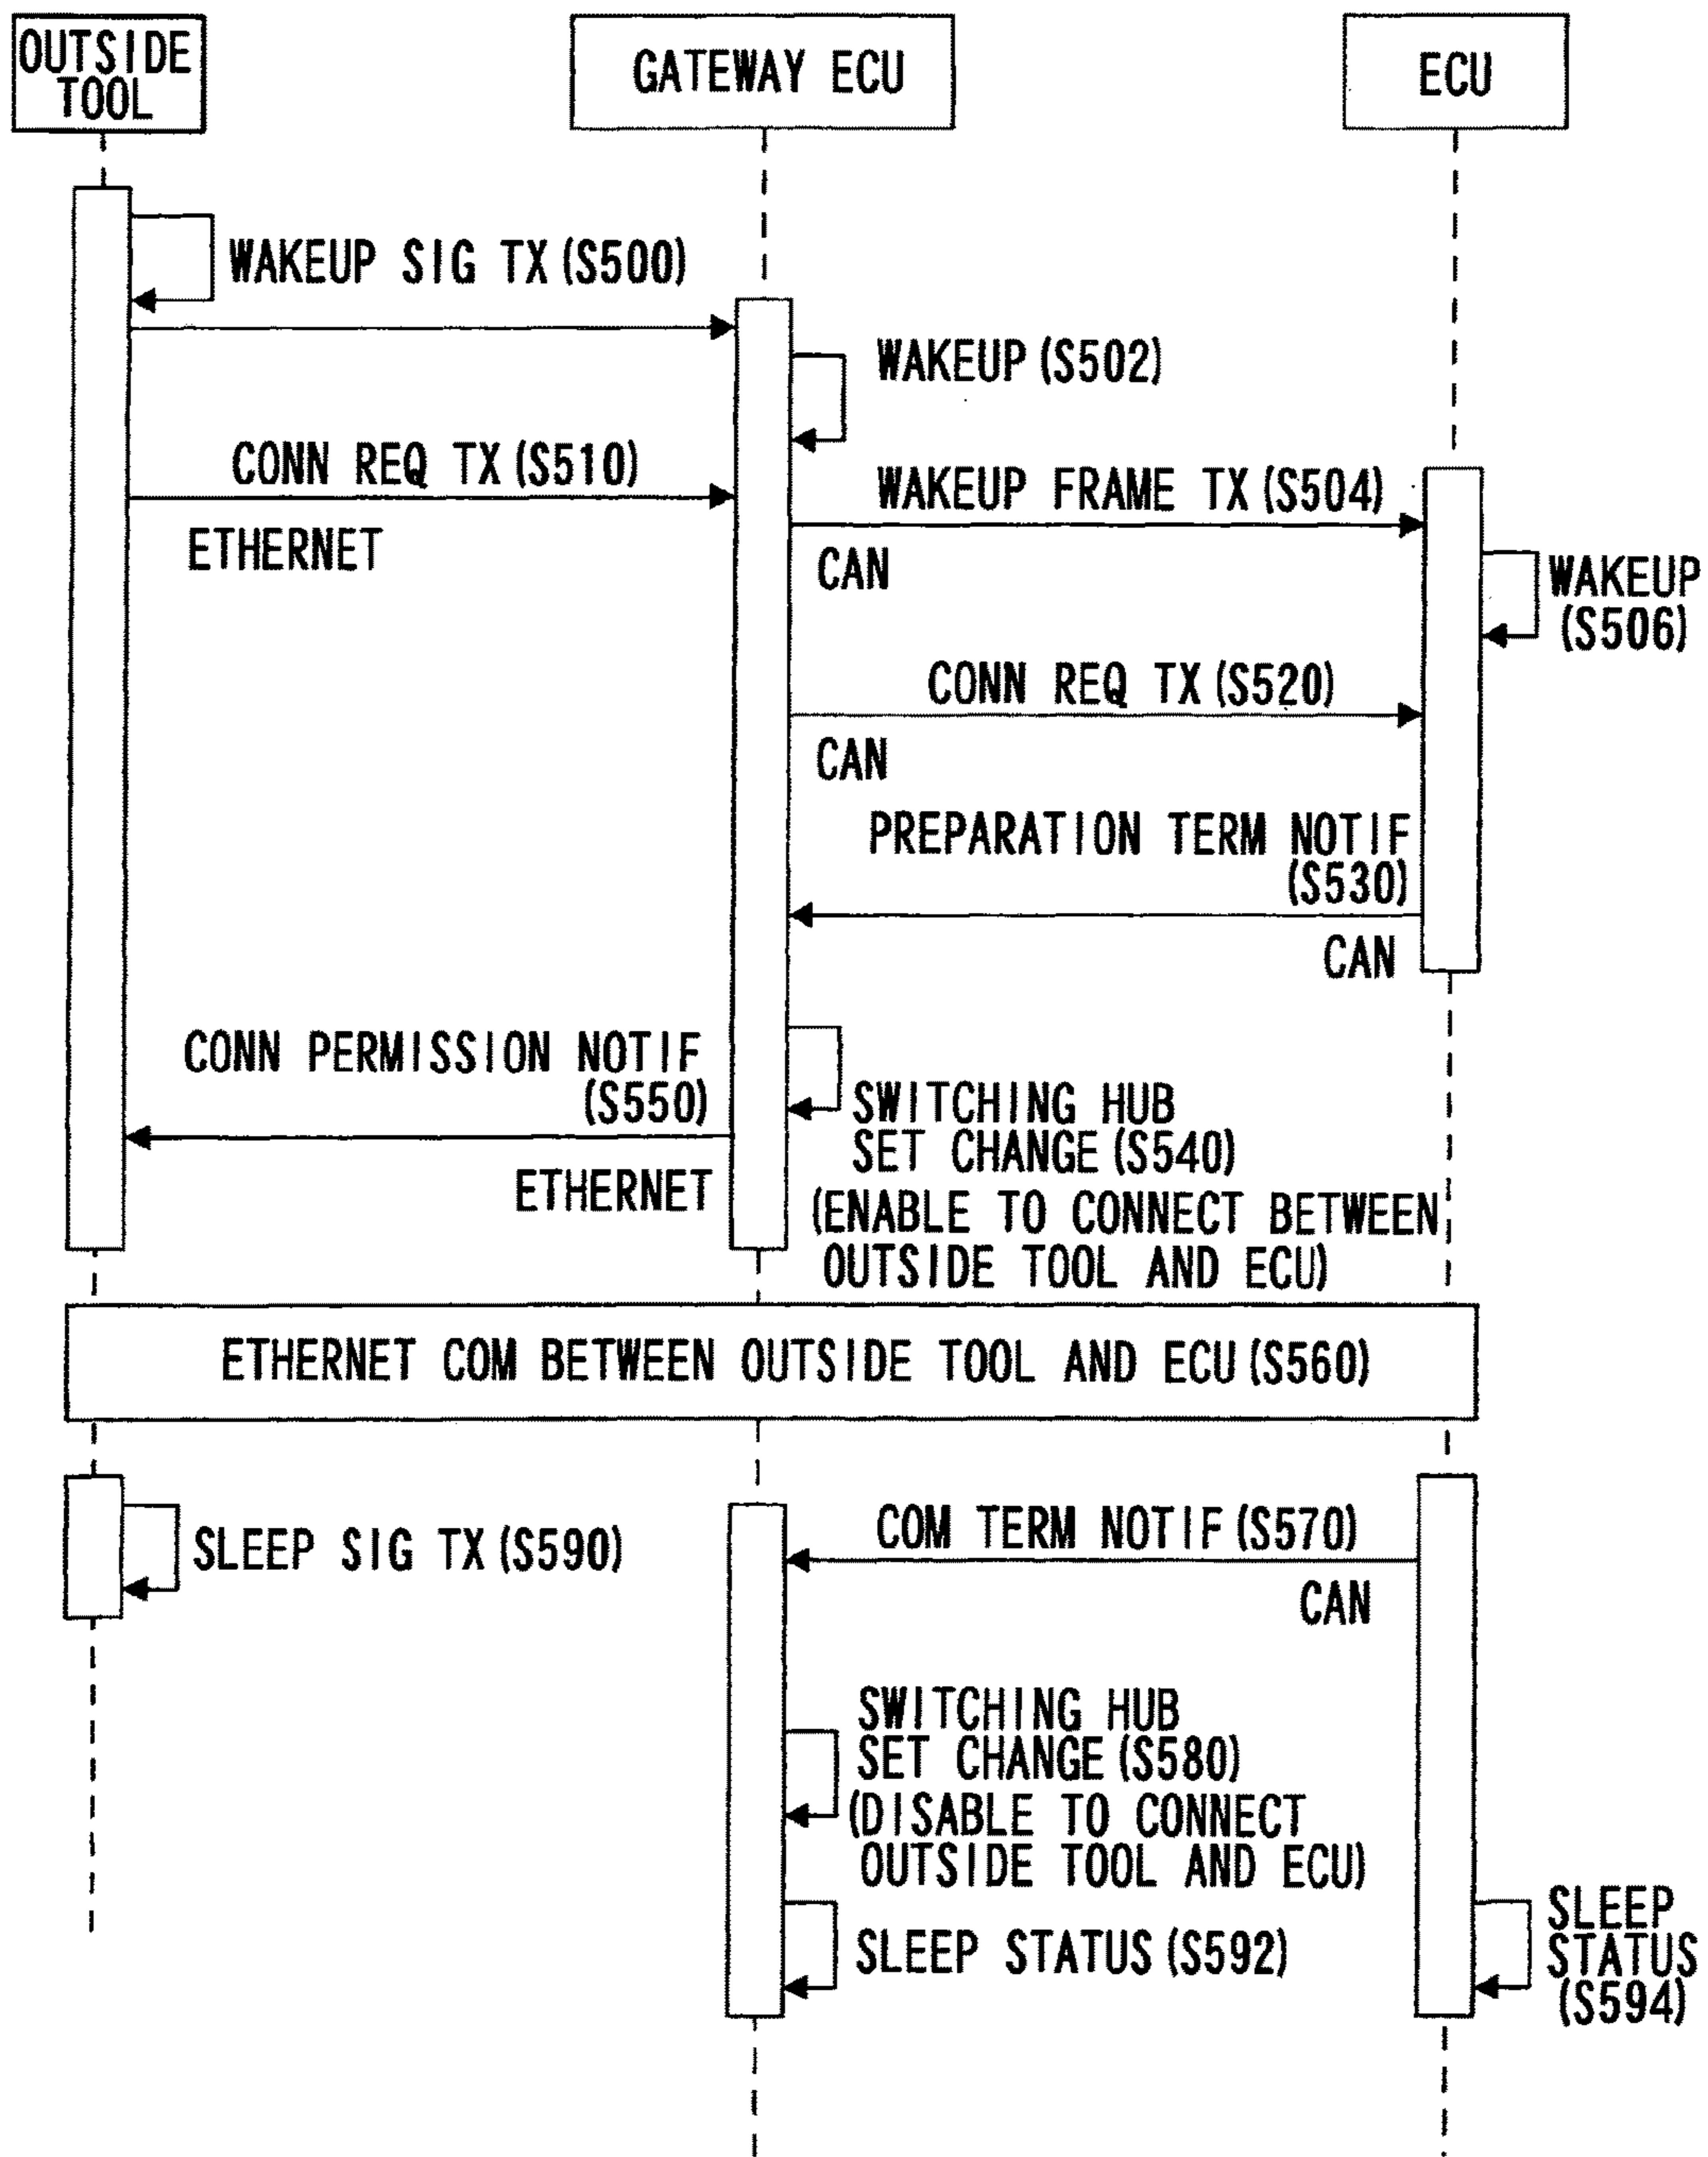 OUTSIDE
TOOL
GATEWAY ECU
ECU
WAKEUP SIG TX (S500)
WAKEUP (S502)
CONN REQ TX (S510)
ETHERNET
WAKEUP FRAME TX (S504)
CAN
WAKEUP
(S506)
CONN REQ TX (S520)
CAN
PREPARATION TERM NOTIF
(S530)
CAN
CONN PERMISSION NOTIF
(S550)
ETHERNET
SWITCHING HUB
SET CHANGE (S540)
(ENABLE TO CONNECT BETWEEN
OUTSIDE TOOL AND ECU)
ETHERNET COM BETWEEN OUTSIDE TOOL AND ECU (S560)
SLEEP SIG TX (S590)
COM TERM NOTIF (S570)
CAN
SWITCHING HUB
SET CHANGE (S580)
(DISABLE TO CONNECT
OUTSIDE TOOL AND ECU)
SLEEP STATUS (S592)
SLEEP
STATUS
(S594)